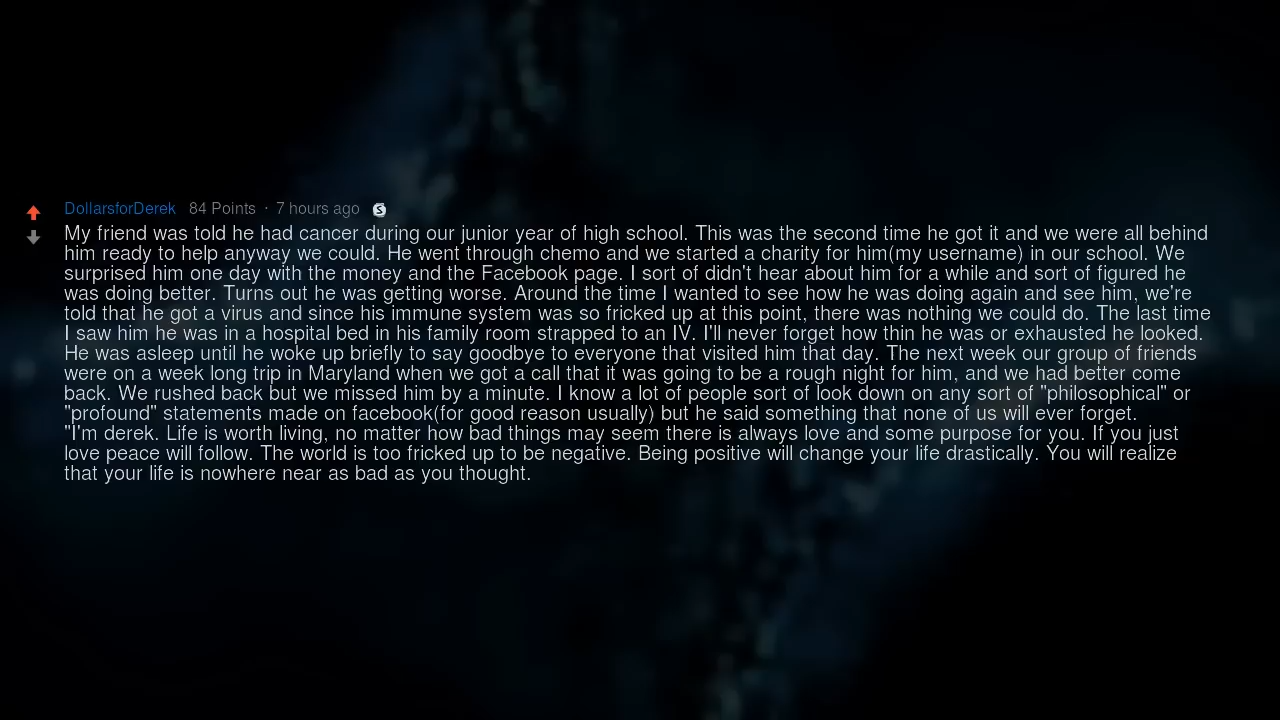 DollarsforDerek 84 Points · 7 hours ago
My friend was told he had cancer during our junior year of high school. This was the second time he got it and we were all behind
him ready to help anyway we could. He went through chemo and we started a charity for him(my username) in our school. We
surprised him one day with the money and the Facebook page. I sort of didn't hear about him for a while and sort of figured he
was doing better. Turns out he was getting worse. Around the time I wanted to see how he was doing again and see him, we're
told that he got a virus and since his immune system was so fricked up at this point, there was nothing we could do. The last time
I saw him he was in a hospital bed in his family room strapped to an IV. I'll never forget how thin he was or exhausted he looked.
He was asleep until he woke up briefly to say goodbye to everyone that visited him that day. The next week our group of friends
were on a week long trip in Maryland when we got a call that it was going to be a rough night for him, and we had better come
back. We rushed back but we missed him by a minute. I know a lot of people sort of look down on any sort of "philosophical" or
"profound" statements made on facebook(for good reason usually) but he said something that none of us will ever forget.
"I'm derek. Life is worth living, no matter how bad things may seem there is always love and some purpose for you. If you just
love peace will follow. The world is too fricked up to be negative. Being positive will change your life drastically. You will realize
that your life is nowhere near as bad as you thought.